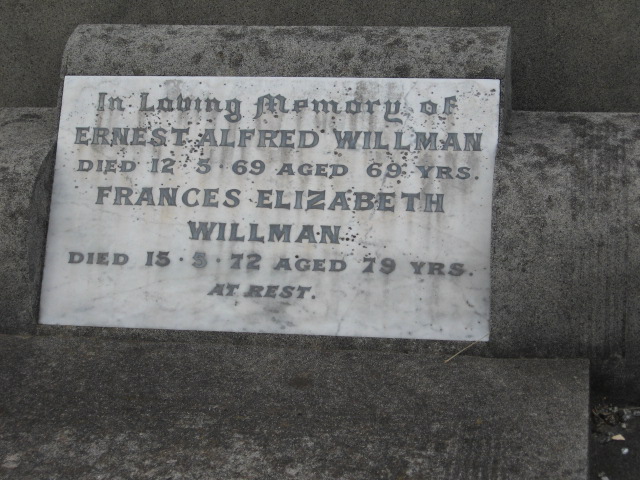 In Loving Memory of
ERNEST ALFRED WILLMAN
DIED 12·5·69 AGED 69 YRS.
FRANCES ELIZABETH
WILLMAN
DIED 15·5·72 AGED 79 YRS.
AT REST.